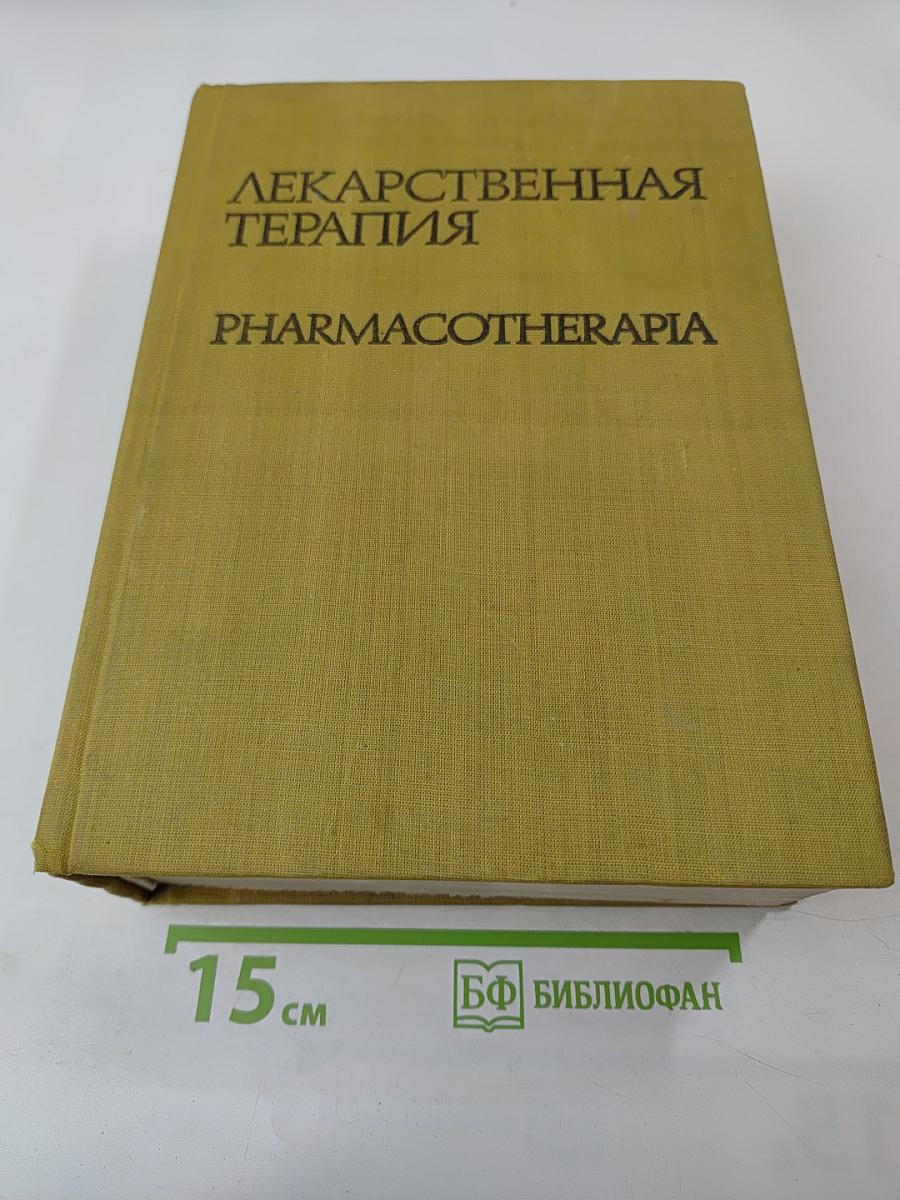 ЛЕКАРСТВЕННАЯ
ТЕРАПИЯ
PHARMACOTHERAPIA
15 см
БФ БИБЛИОФАН